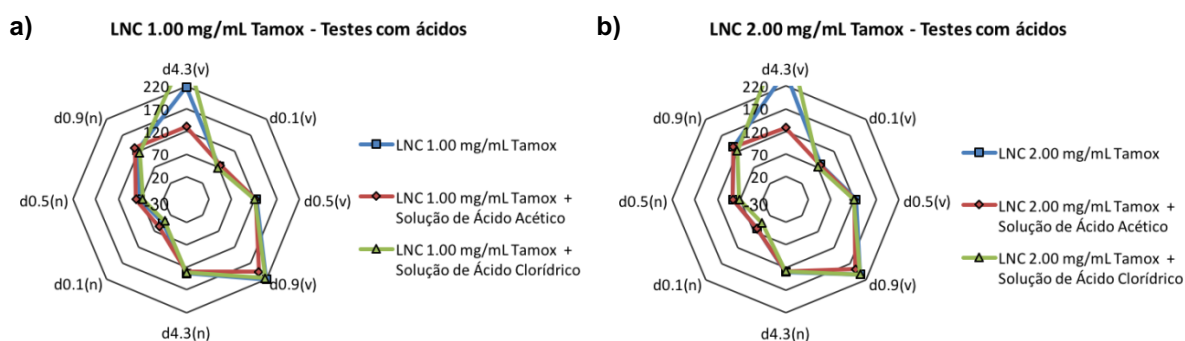 a)
LNC 1.00 mg/mL Tamox - Testes com ácidos
d4.3(v)
220
d0.9(n)
170
d0.1(v)
120
70
20
d0.5(n)
-30
d0.5(v)
d0.1(n)
d0.9(v)
d4.3(n)
LNC 1.00 mg/mL Tamox
LNC 1.00 mg/mL Tamox +
Solução de Ácido Acético
LNC 1.00 mg/mL Tamox +
Solução de Ácido Clorídrico
b)
LNC 2.00 mg/mL Tamox - Testes com ácidos
d4.3(v)
220
d0.9(n)
170
d0.1(v)
120
70
20
d0.5(n)
-30
d0.5(v)
d0.1(n)
d0.9(v)
d4.3(n)
LNC 2.00 mg/mL Tamox
LNC 2.00 mg/mL Tamox +
Solução de Ácido Acético
LNC 2.00 mg/mL Tamox +
Solução de Ácido Clorídrico